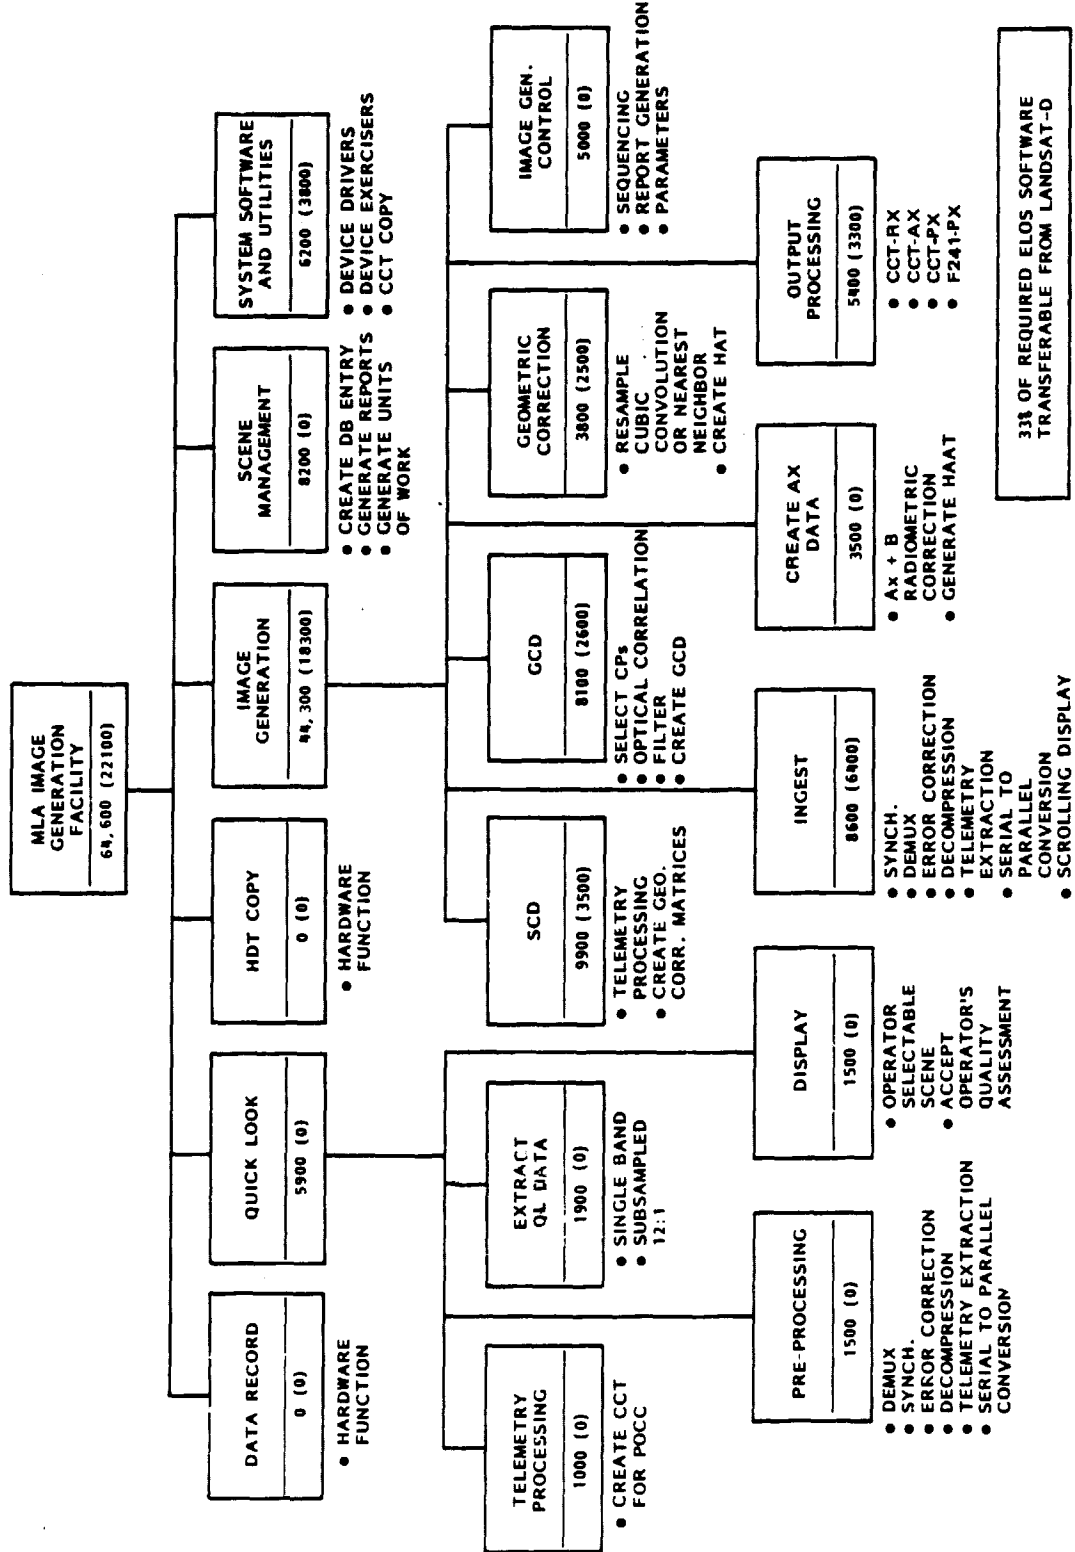 MLA IMAGE
GENERATION
FACILITY
64,600 (22100)
DATA RECORD
0 (0)
● HARDWARE
FUNCTION
QUICK LOOK
5900 (0)
HDT COPY
0 (0)
● HARDWARE
FUNCTION
IMAGE
GENERATION
44,300 (18300)
SCENE
MANAGEMENT
8200 (0)
● CREATE DB ENTRY
● GENERATE REPORTS
● GENERATE UNITS
OF WORK
SYSTEM SOFTWARE
AND UTILITIES
6200 (3800)
● DEVICE DRIVERS
● DEVICE EXERCISERS
● CCT COPY
TELEMETRY
PROCESSING
1000 (0)
● CREATE CCT
FOR POCC
EXTRACT
QL DATA
1900 (0)
● SINGLE BAND
● SUBSAMPLED
12:1
SCD
9900 (3500)
● TELEMETRY
PROCESSING
● CREATE GEO.
CORR. MATRICES
GCD
8100 (2600)
● SELECT CPs
● OPTICAL CORRELATION
● FILTER
● CREATE GCD
GEOMETRIC
CORRECTION
3800 (2500)
● RESAMPLE
CUBIC
CONVOLUTION
OR NEAREST
NEIGHBOR
● CREATE HAT
IMAGE GEN.
CONTROL
5000 (0)
● SEQUENCING
● REPORT GENERATION
● PARAMETERS
PRE-PROCESSING
1500 (0)
● DEMUX
● SYNCH.
● ERROR CORRECTION
● DECOMPRESSION
● TELEMETRY EXTRACTION
● SERIAL TO PARALLEL
CONVERSION
DISPLAY
1500 (0)
● OPERATOR
SELECTABLE
SCENE
● ACCEPT
OPERATOR'S
QUALITY
ASSESSMENT
INGEST
8600 (6400)
● SYNCH.
● DEMUX
● ERROR CORRECTION
● DECOMPRESSION
● TELEMETRY
EXTRACTION
● SERIAL TO
PARALLEL
CONVERSION
● SCROLLING DISPLAY
CREATE AX
DATA
3500 (0)
● Ax + B
RADIOMETRIC
CORRECTION
● GENERATE HAAT
OUTPUT
PROCESSING
5400 (3300)
● CCT-RX
● CCT-AX
● CCT-PX
● F241-PX
33% OF REQUIRED ELOS SOFTWARE
TRANSFERABLE FROM LANDSAT-D